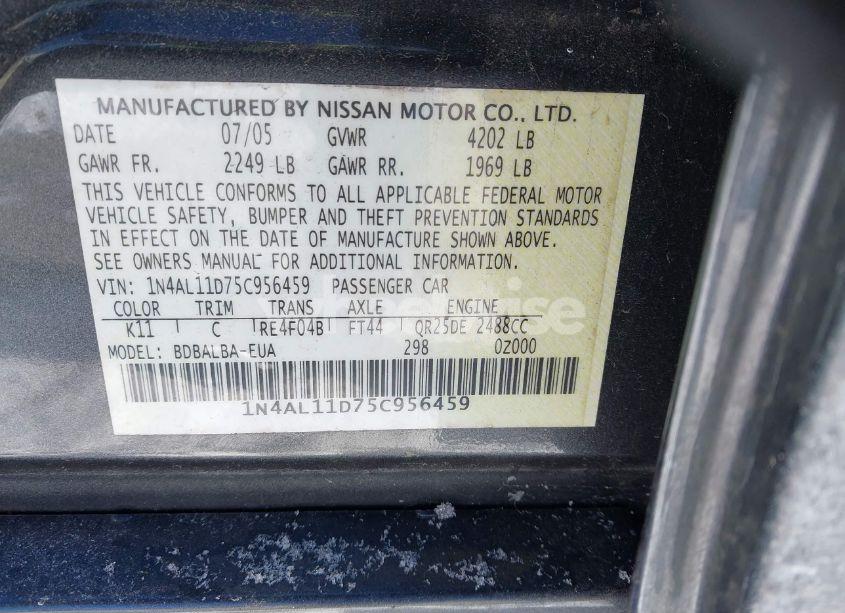 MANUFACTURED BY NISSAN MOTOR CO., LTD.
DATE 07/05 GVWR 4202 LB
GAWR FR. 2249 LB GAWR RR. 1969 LB
THIS VEHICLE CONFORMS TO ALL APPLICABLE FEDERAL MOTOR
VEHICLE SAFETY, BUMPER AND THEFT PREVENTION STANDARDS
IN EFFECT ON THE DATE OF MANUFACTURE SHOWN ABOVE.
SEE OWNERS MANUAL FOR ADDITIONAL INFORMATION.
VIN: 1N4AL11D75C956459 PASSENGER CAR
COLOR TRIM TRANS AXLE ENGINE
K11 C RE4F04B FT44 QR25DE 2488CC
MODEL: BDBALBA-EUA 298 0Z000
1N4AL11D75C956459